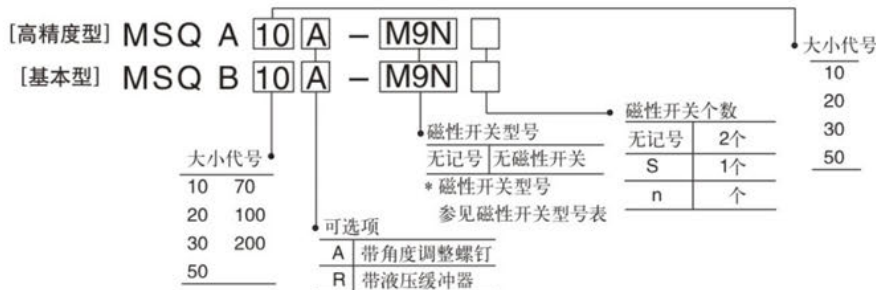 [高精度型] MSQ A 10 A - M9N
[基本型] MSQ B 10 A - M9N
大小代号
10
20
30
50
磁性开关个数
无记号 2个
S 1个
n 个
磁性开关型号
无记号 无磁性开关
*磁性开关型号
参见磁性开关型号表
大小代号
10 70
20 100
30 200
50
可选项
A 带角度调整螺钉
R 带液压缓冲器